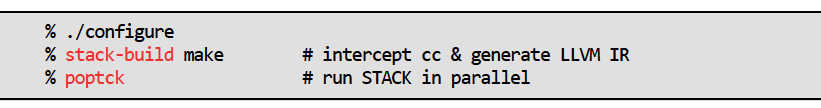 % ./configure
% stack-build make # intercept cc & generate LLVM IR
% poptck # run STACK in parallel